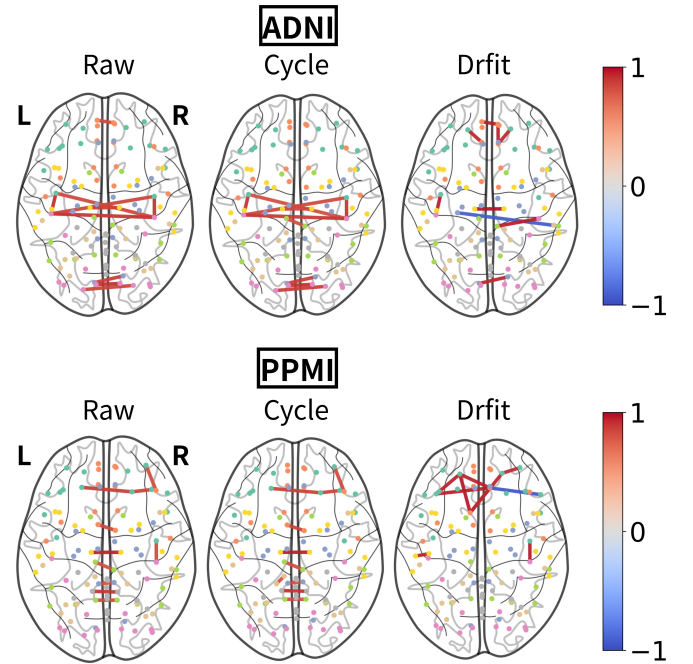 ADNI
Raw Cycle Drfit
L R
1
0
−1
PPMI
Raw Cycle Drfit
L R
1
0
−1